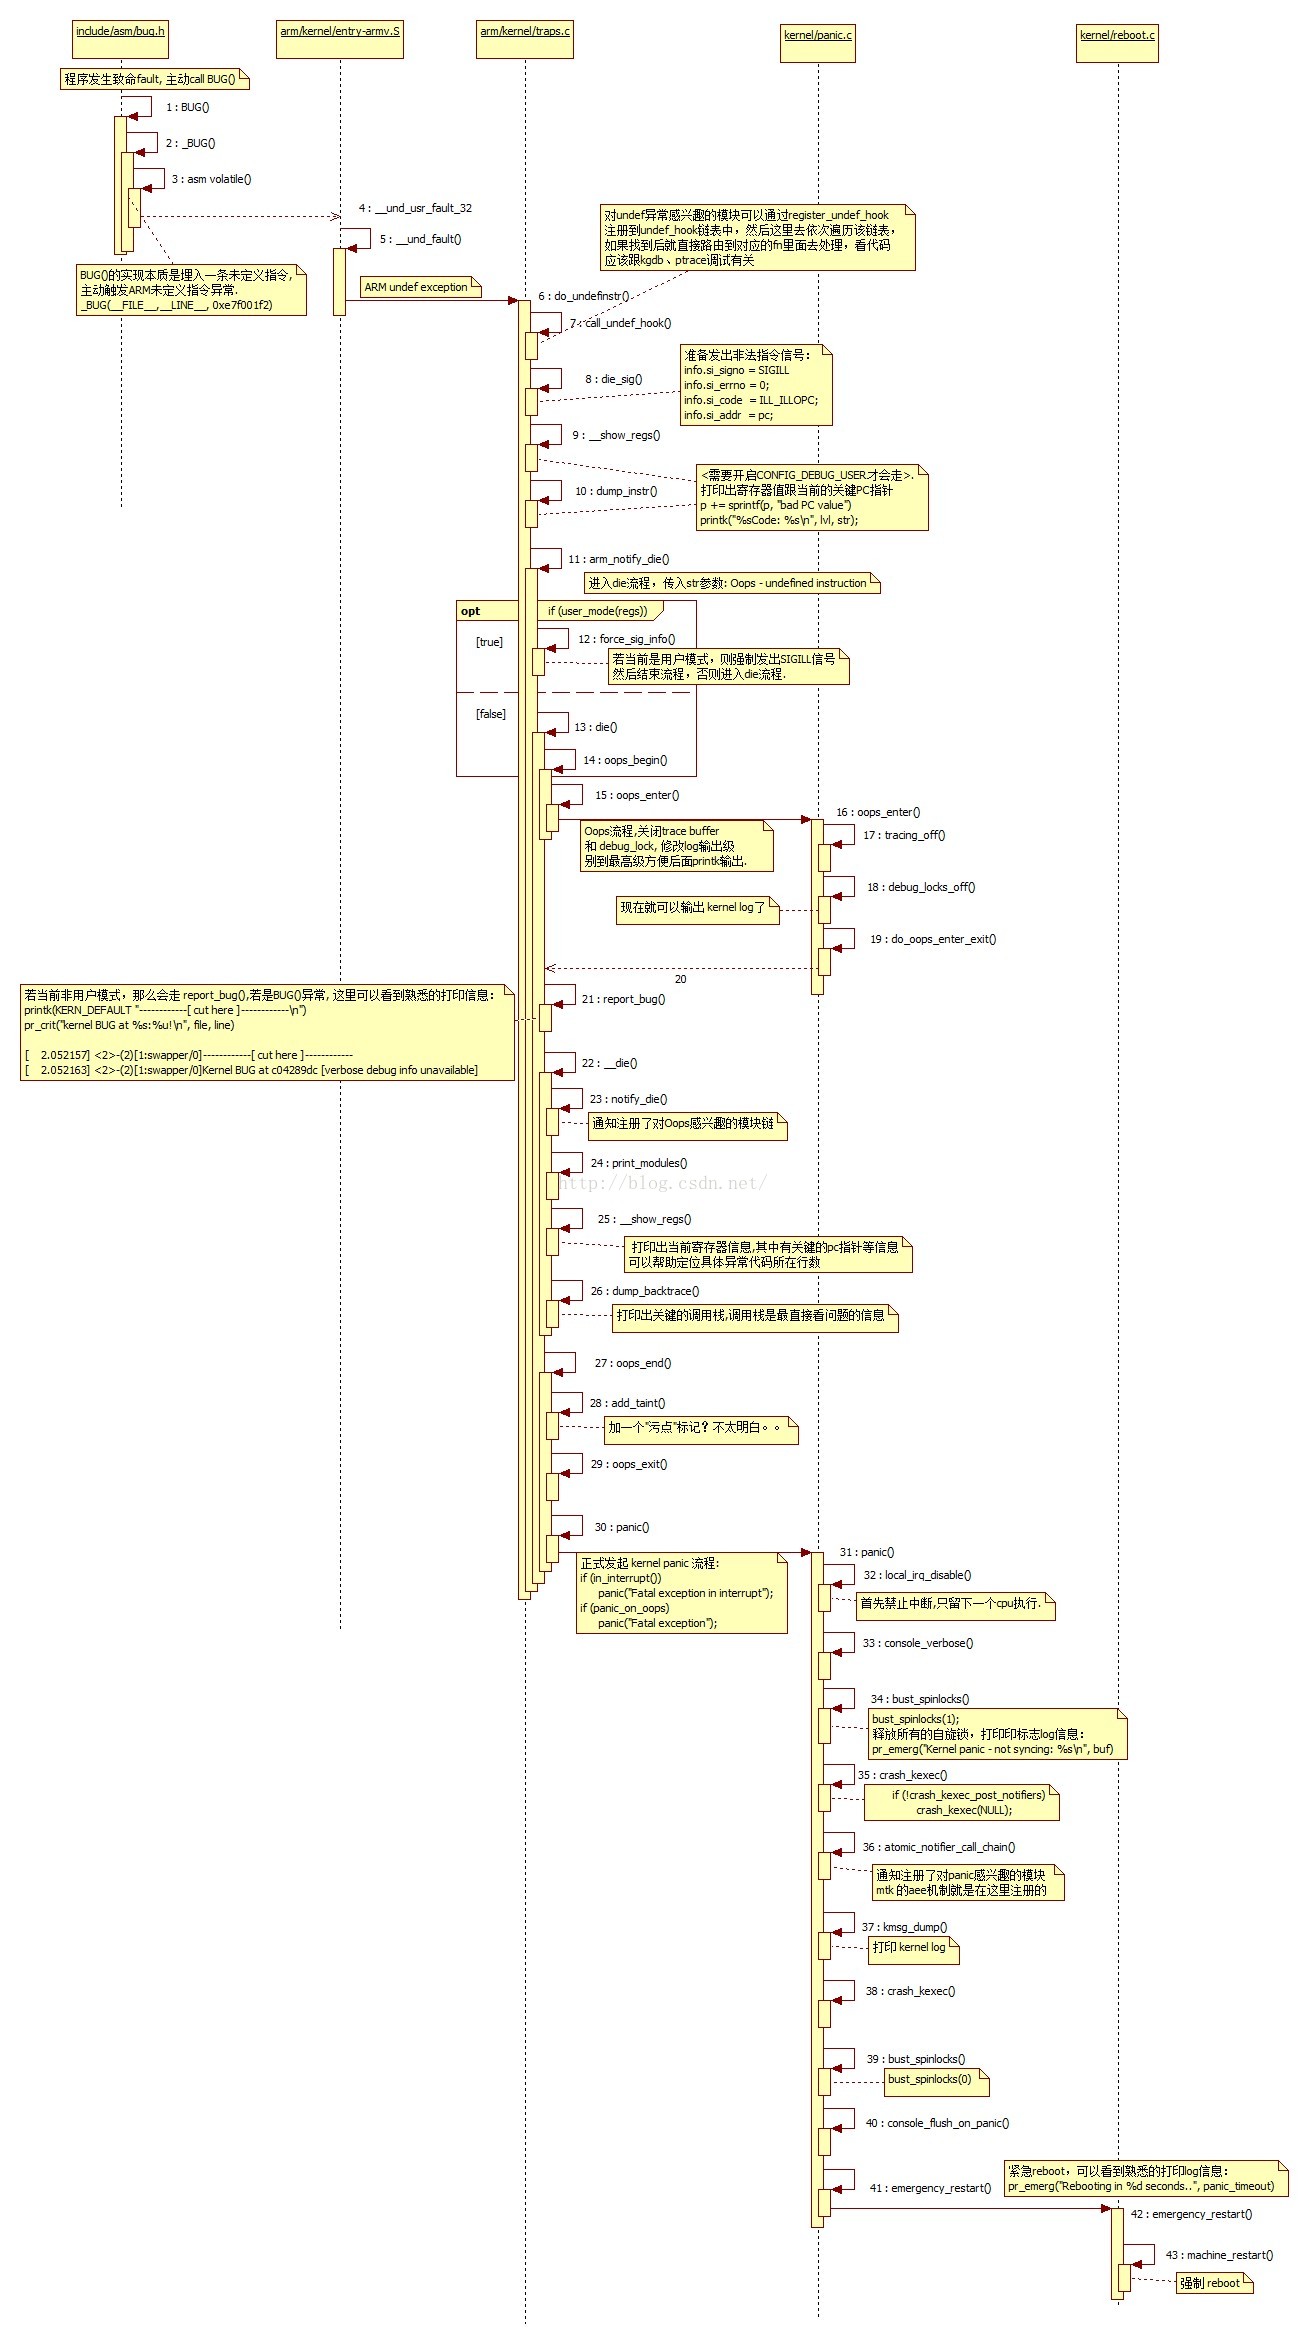 include/asm/bug.h
arm/kernel/entry-armv.S
arm/kernel/traps.c
kernel/panic.c
kernel/reboot.c
程序发生致命fault, 主动call BUG()
1 : BUG()
2 : _BUG()
3 : asm volatile()
4 : __und_usr_fault_32
5 : __und_fault()
BUG()的实现本质是埋入一条未定义指令,
主动触发ARM未定义指令异常.
_BUG(__FILE__,__LINE__, 0xe7f001f2)
ARM undef exception
对undef异常感兴趣的模块可以通过register_undef_hook
注册到undef_hook链表中，然后这里去依次遍历该链表，
如果找到后就直接路由到对应的fn里面去处理，看代码
应该跟kgdb、ptrace调试有关
6 : do_undefinstr()
7 : call_undef_hook()
准备发出非法指令信号：
info.si_signo = SIGILL
info.si_errno = 0;
info.si_code  = ILL_ILLOPC;
info.si_addr  = pc;
8 : die_sig()
9 : __show_regs()
<需要开启CONFIG_DEBUG_USER才会走>.
打印出寄存器值跟当前的关键PC指针
p += sprintf(p, "bad PC value")
printk("%sCode: %s\n", lvl, str);
10 : dump_instr()
11 : arm_notify_die()
进入die流程，传入str参数: Oops - undefined instruction
opt
if (user_mode(regs))
[true]
12 : force_sig_info()
若当前是用户模式，则强制发出SIGILL信号
然后结束流程，否则进入die流程.
[false]
13 : die()
14 : oops_begin()
15 : oops_enter()
Oops流程,关闭trace buffer
和 debug_lock, 修改log输出级
别到最高级方便后面printk输出.
16 : oops_enter()
17 : tracing_off()
18 : debug_locks_off()
现在就可以输出 kernel log了
19 : do_oops_enter_exit()
20
若当前非用户模式，那么会走 report_bug(),若是BUG()异常, 这里可以看到熟悉的打印信息：
printk(KERN_DEFAULT "------------[ cut here ]------------\n")
pr_crit("kernel BUG at %s:%u!\n", file, line)
[    2.052157] <2>-(2)[1:swapper/0]------------[ cut here ]------------
[    2.052163] <2>-(2)[1:swapper/0]Kernel BUG at c04289dc [verbose debug info unavailable]
21 : report_bug()
22 : __die()
23 : notify_die()
通知注册了对Oops感兴趣的模块链
24 : print_modules()
http://blog.csdn.net/
25 : __show_regs()
打印出当前寄存器信息,其中有关键的pc指针等信息
可以帮助定位具体异常代码所在行数
26 : dump_backtrace()
打印出关键的调用栈,调用栈是最直接看问题的信息
27 : oops_end()
28 : add_taint()
加一个"污点"标记？不太明白。。
29 : oops_exit()
30 : panic()
正式发起 kernel panic 流程:
if (in_interrupt())
panic("Fatal exception in interrupt");
if (panic_on_oops)
panic("Fatal exception");
31 : panic()
32 : local_irq_disable()
首先禁止中断,只留下一个cpu执行.
33 : console_verbose()
34 : bust_spinlocks()
bust_spinlocks(1);
释放所有的自旋锁，打印印标志log信息：
pr_emerg("Kernel panic - not syncing: %s\n", buf)
35 : crash_kexec()
if (!crash_kexec_post_notifiers)
crash_kexec(NULL);
36 : atomic_notifier_call_chain()
通知注册了对panic感兴趣的模块
mtk 的aee机制就是在这里注册的
37 : kmsg_dump()
打印 kernel log
38 : crash_kexec()
39 : bust_spinlocks()
bust_spinlocks(0)
40 : console_flush_on_panic()
41 : emergency_restart()
紧急reboot，可以看到熟悉的打印log信息：
pr_emerg("Rebooting in %d seconds..", panic_timeout)
42 : emergency_restart()
43 : machine_restart()
强制 reboot